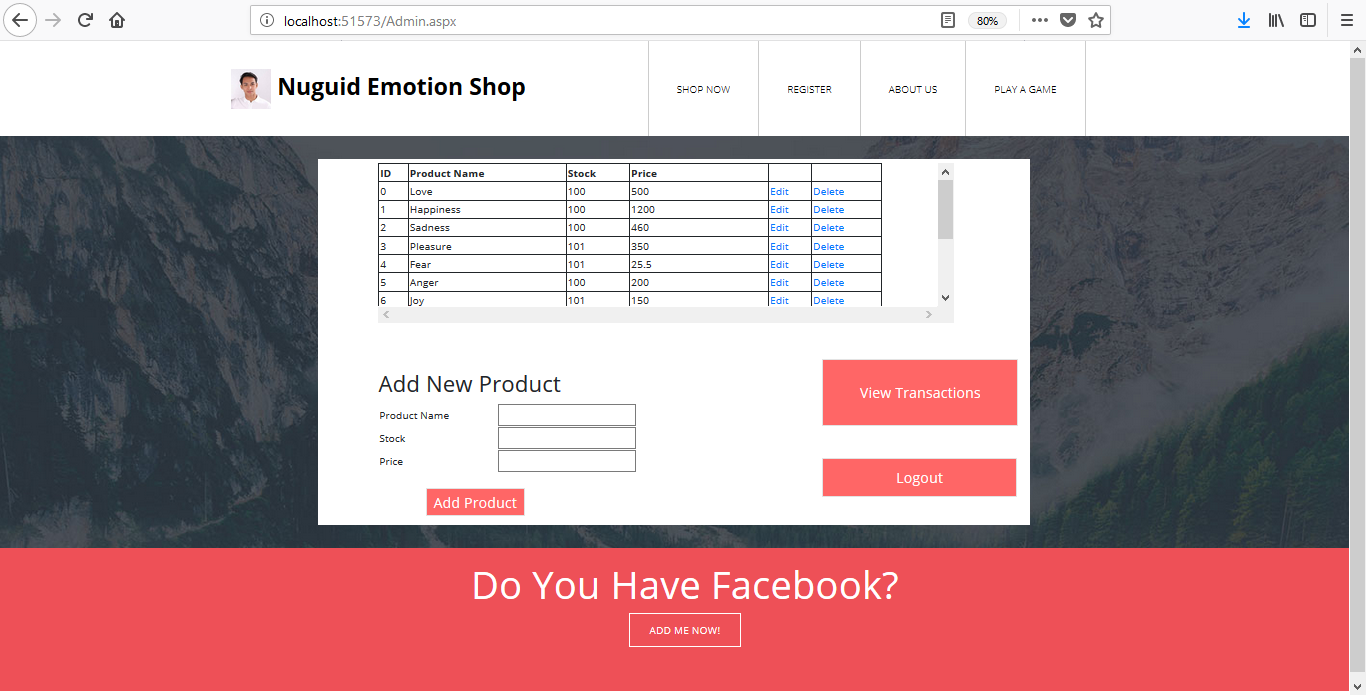 localhost:51573/Admin.aspx 80%
Nuguid Emotion Shop SHOP NOW REGISTER ABOUT US PLAY A GAME
ID Product Name Stock Price
0 Love 100 500 Edit Delete
1 Happiness 100 1200 Edit Delete
2 Sadness 100 460 Edit Delete
3 Pleasure 101 350 Edit Delete
4 Fear 101 25.5 Edit Delete
5 Anger 100 200 Edit Delete
6 Joy 101 150 Edit Delete
Add New Product
Product Name
Stock
Price
Add Product
View Transactions
Logout
Do You Have Facebook?
ADD ME NOW!